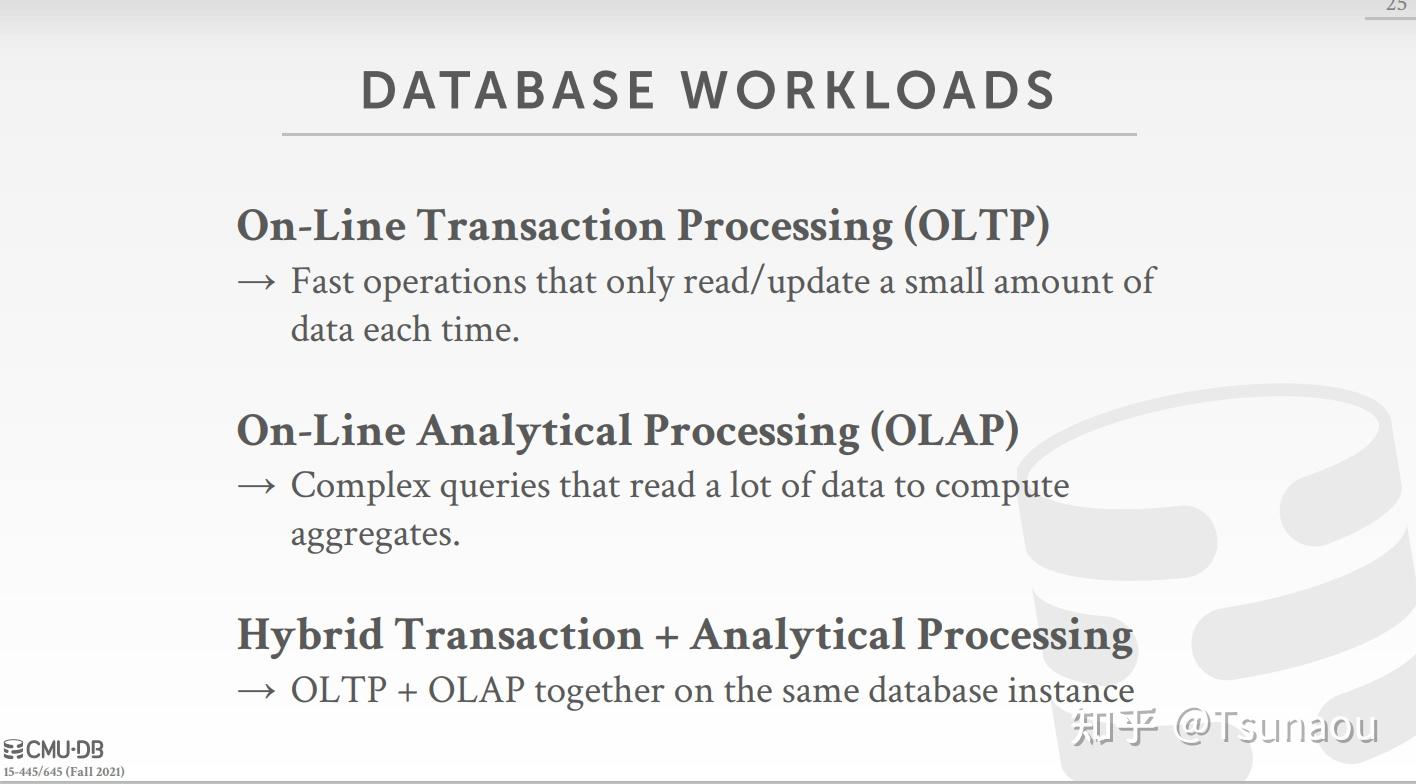 25
DATABASE WORKLOADS
On-Line Transaction Processing (OLTP)
→ Fast operations that only read/update a small amount of
data each time.
On-Line Analytical Processing (OLAP)
→ Complex queries that read a lot of data to compute
aggregates.
Hybrid Transaction + Analytical Processing
→ OLTP + OLAP together on the same database instance
知乎 @Tsunaou
CMU·DB
15-445/645 (Fall 2021)